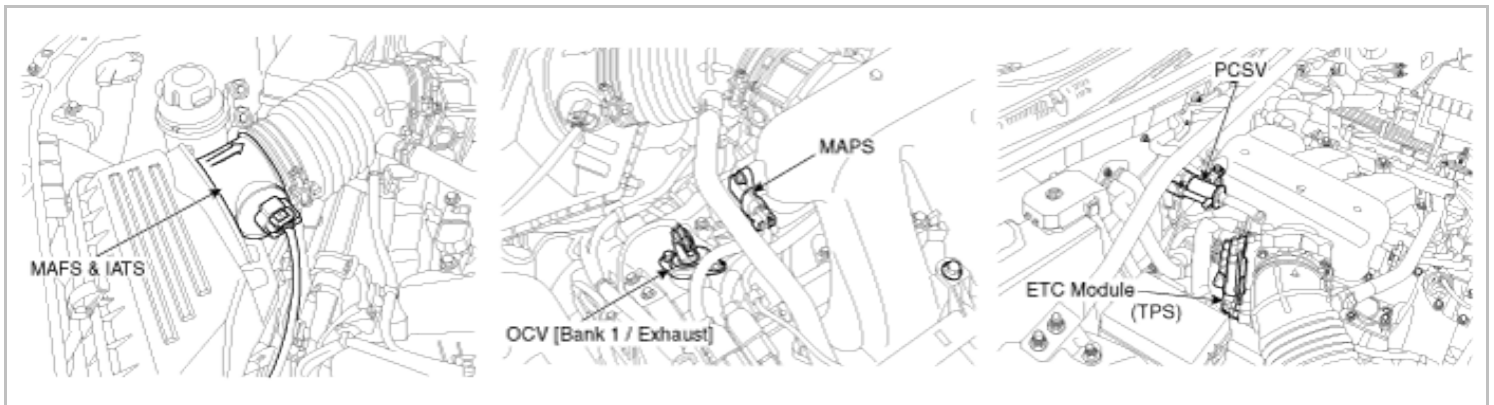 MAFS & IATS
MAPS
OCV [Bank 1 / Exhaust]
PCSV
ETC Module
(TPS)